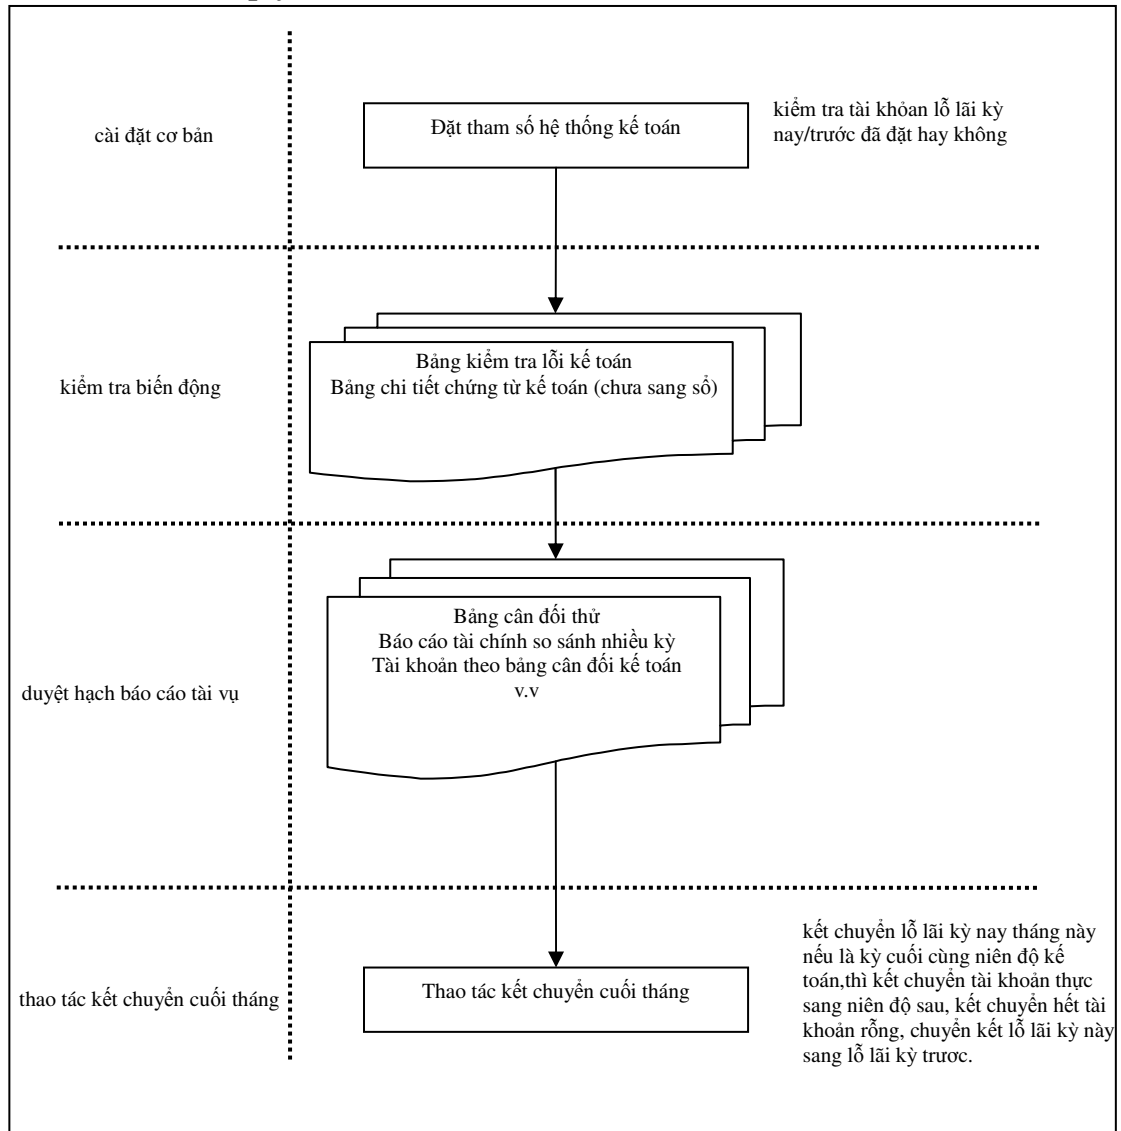 cài đặt cơ bản
Đặt tham số hệ thống kế toán
kiểm tra tài khỏan lỗ lãi kỳ
nay/trước đã đặt hay không
kiểm tra biến động
Bảng kiểm tra lỗi kế toán
Bảng chi tiết chứng từ kế toán (chưa sang sổ)
duyệt hạch báo cáo tài vụ
Bảng cân đối thử
Báo cáo tài chính so sánh nhiều kỳ
Tài khoản theo bảng cân đối kế toán
v.v
thao tác kết chuyển cuối tháng
Thao tác kết chuyển cuối tháng
kết chuyển lỗ lãi kỳ nay tháng này
nếu là kỳ cuối cùng niên độ kế
toán,thì kết chuyển tài khoản thực
sang niên độ sau, kết chuyển hết tài
khoản rỗng, chuyển kết lỗ lãi kỳ này
sang lỗ lãi kỳ trươc.